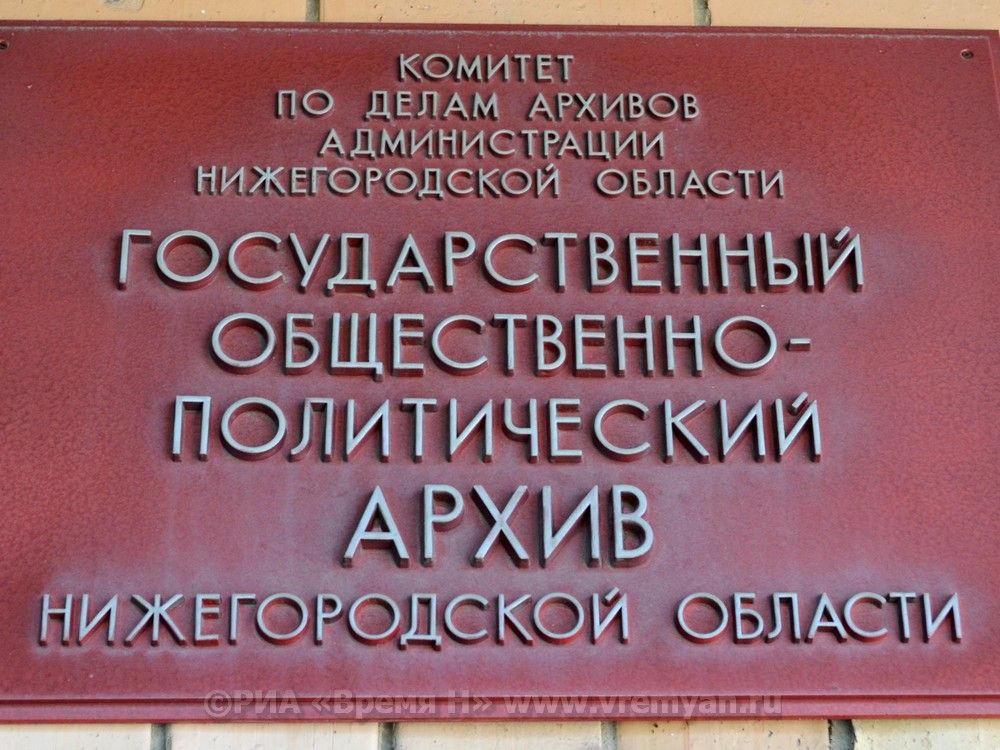 КОМИТЕТ
ПО ДЕЛАМ АРХИВОВ
АДМИНИСТРАЦИИ
НИЖЕГОРОДСКОЙ ОБЛАСТИ
ГОСУДАРСТВЕННЫЙ
ОБЩЕСТВЕННО-
ПОЛИТИЧЕСКИЙ
АРХИВ
НИЖЕГОРОДСКОЙ ОБЛАСТИ
©РИА «Время Н» www.vremyan.ru